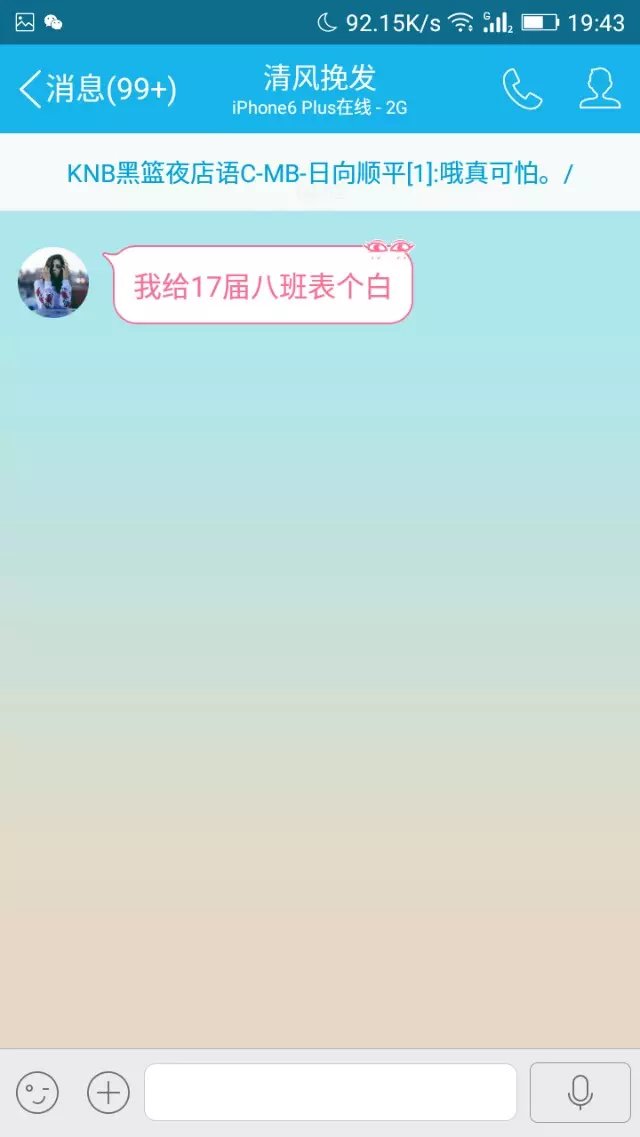 92.15K/s G 2 19:43
消息(99+)
清风挽发
iPhone6 Plus在线 - 2G
KNB黑篮夜店语C-MB-日向顺平[1]:哦真可怕。/
我给17届八班表个白